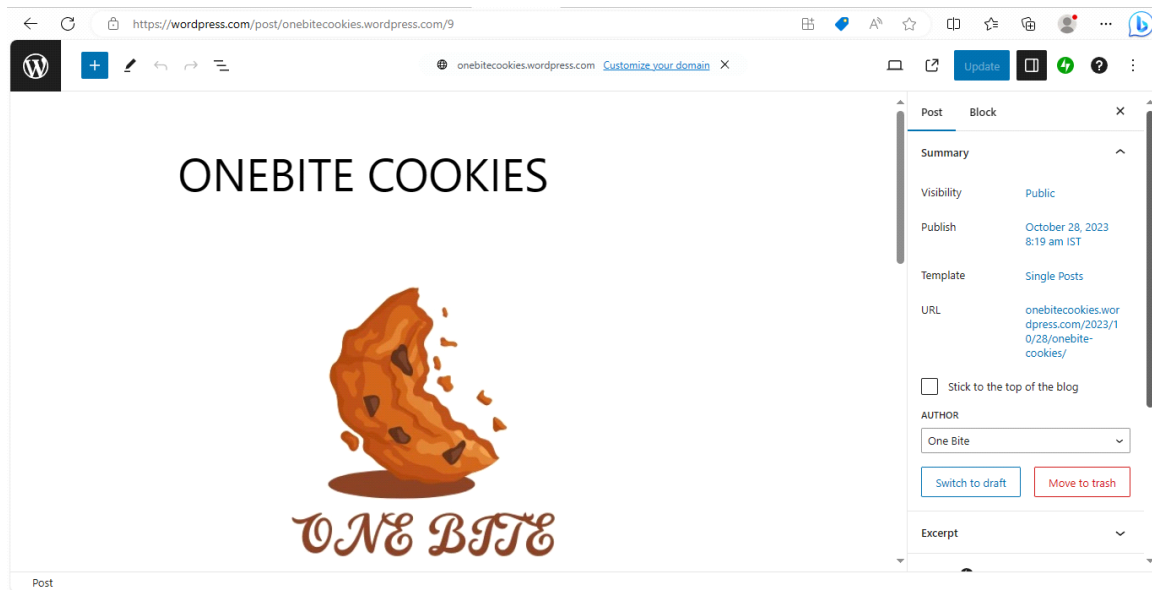 https://wordpress.com/post/onebitecookies.wordpress.com/9
onebitecookies.wordpress.com Customize your domain
Update
Post Block
Summary
Visibility Public
Publish October 28, 2023
8:19 am IST
Template Single Posts
URL onebitecookies.wor
dpress.com/2023/1
0/28/onebite-
cookies/
Stick to the top of the blog
AUTHOR
One Bite
Switch to draft Move to trash
Excerpt
ONEBITE COOKIES
ONE BITE
Post